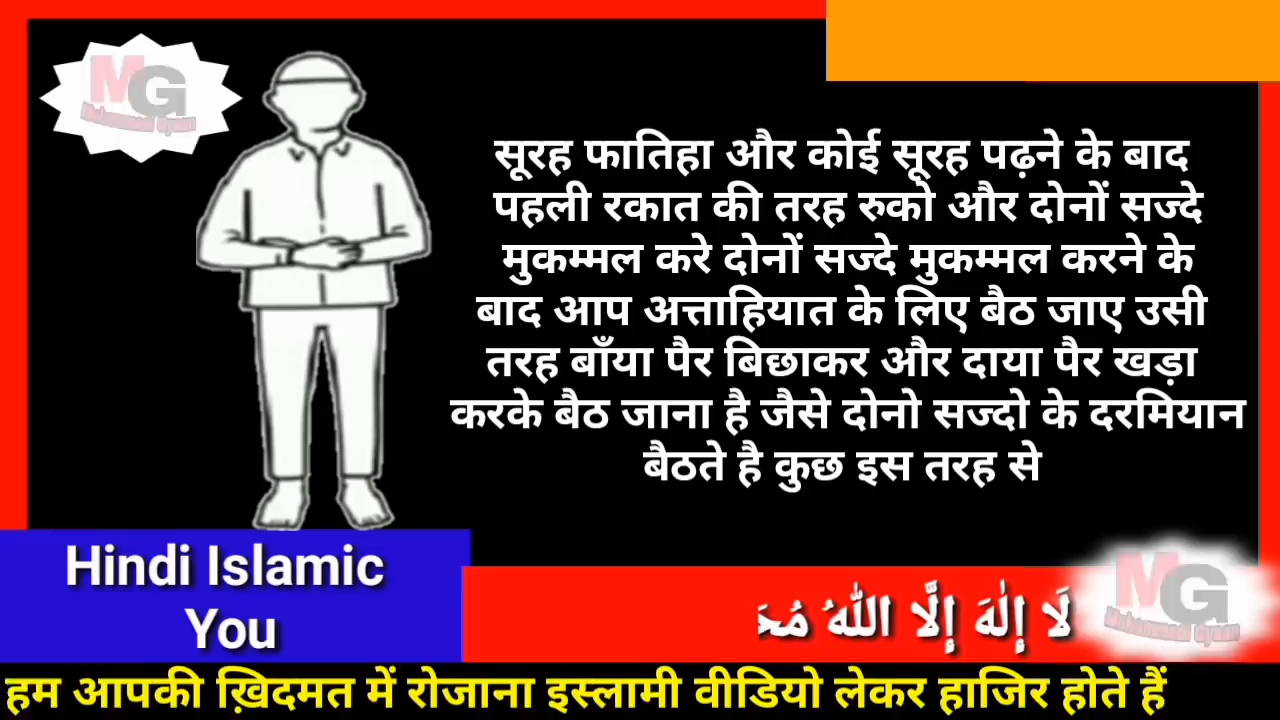 MG
सूरह फातिहा और कोई सूरह पढ़ने के बाद
पहली रकात की तरह रुको और दोनों सज्दे
मुकम्मल करे दोनों सज्दे मुकम्मल करने के
बाद आप अत्ताहियात के लिए बैठ जाए उसी
तरह बाँया पैर बिछाकर और दाया पैर खड़ा
करके बैठ जाना है जैसे दोनो सज्दो के दरमियान
बैठते है कुछ इस तरह से
Hindi Islamic
You
لَا إِلٰهَ إِلَّا اللهُ
MG
हम आपकी ख़िदमत में रोजाना इस्लामी वीडियो लेकर हाजिर होते हैं